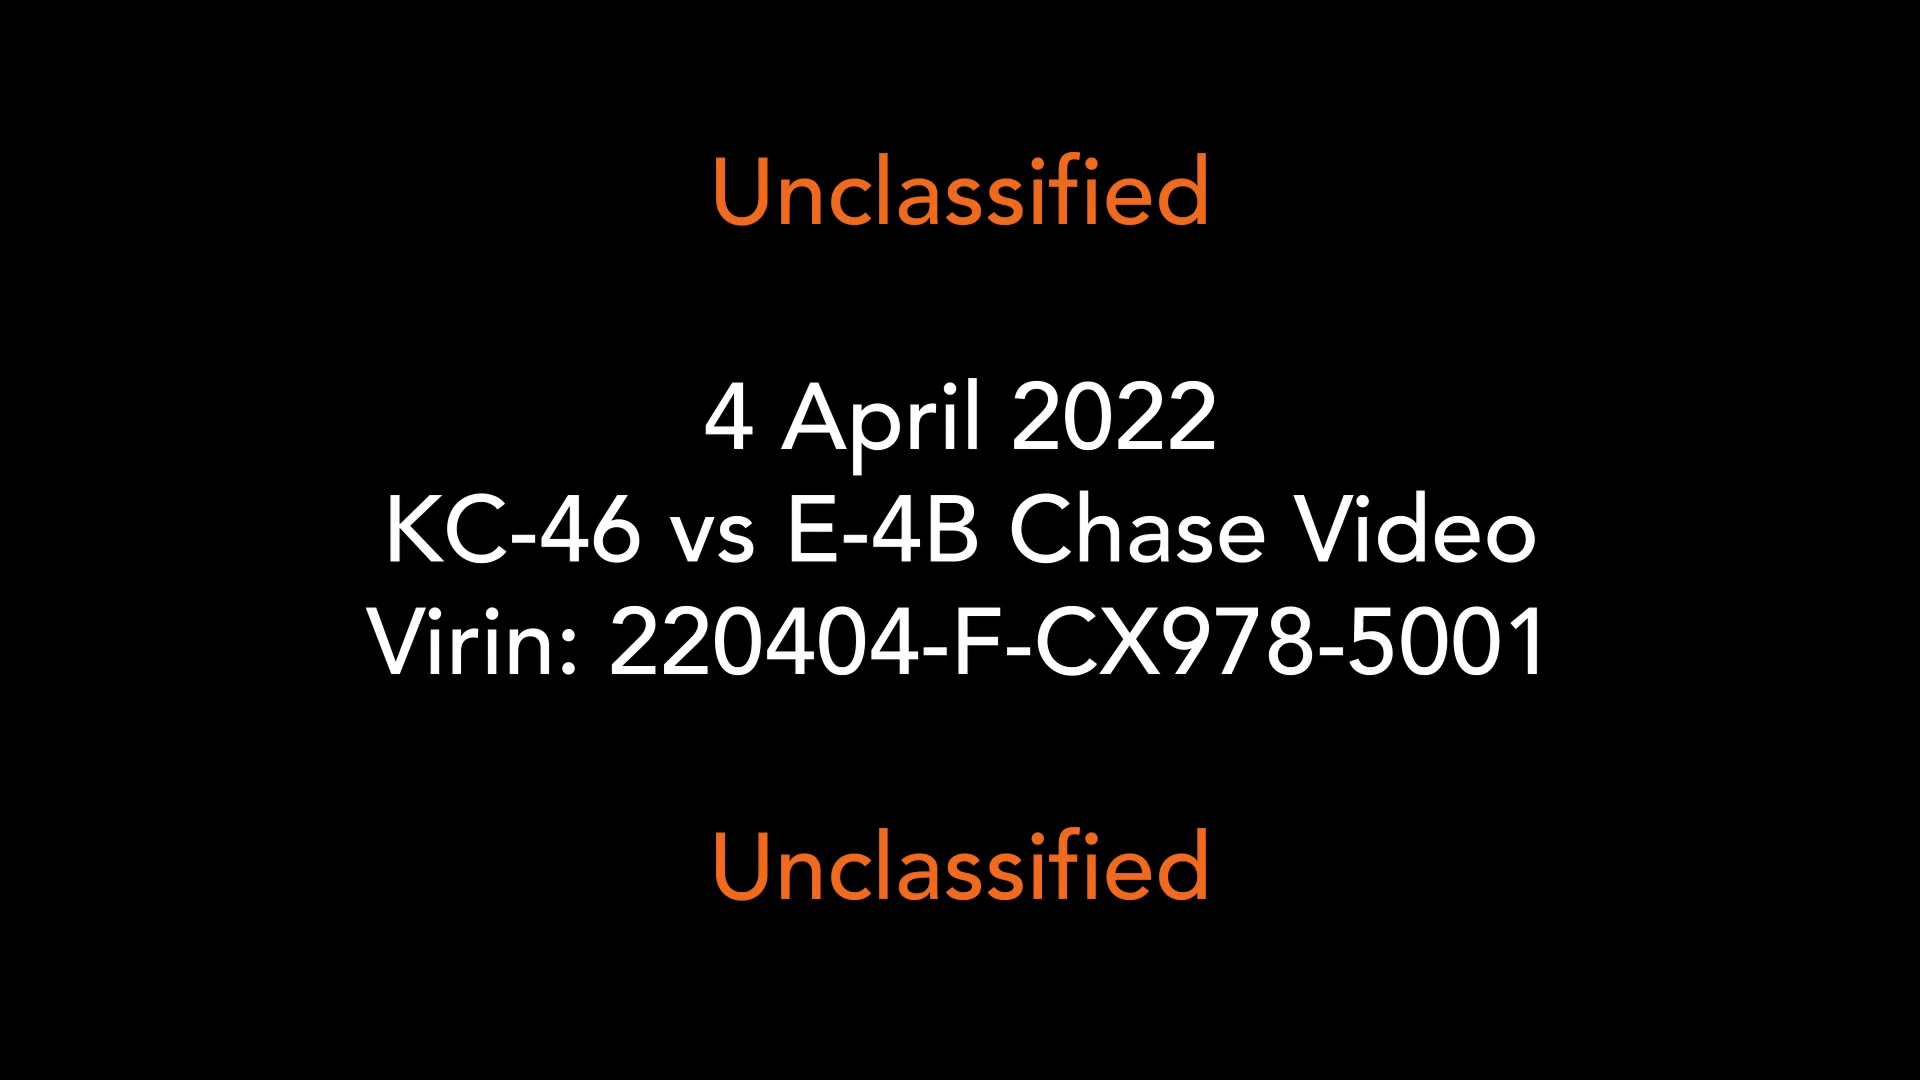 Unclassified
4 April 2022
KC-46 vs E-4B Chase Video
Virin: 220404-F-CX978-5001
Unclassified